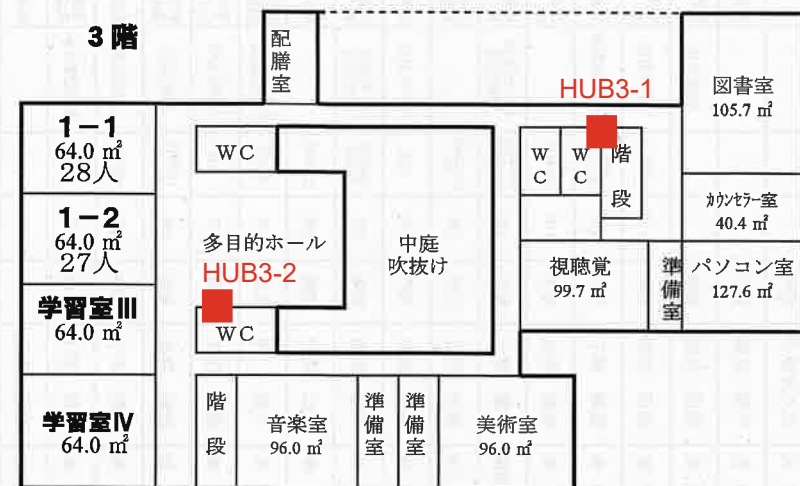 3階
配膳室
HUB3-1
図書室
105.7 ㎡
1－1
64.0 ㎡
28人
WC
WC
WC
階段
1－2
64.0 ㎡
27人
多目的ホール
中庭
吹抜け
カウンセラー室
40.4 ㎡
HUB3-2
視聴覚
99.7 ㎡
準備室
パソコン室
127.6 ㎡
学習室Ⅲ
64.0 ㎡
WC
学習室Ⅳ
64.0 ㎡
階段
音楽室
96.0 ㎡
準備室
準備室
美術室
96.0 ㎡